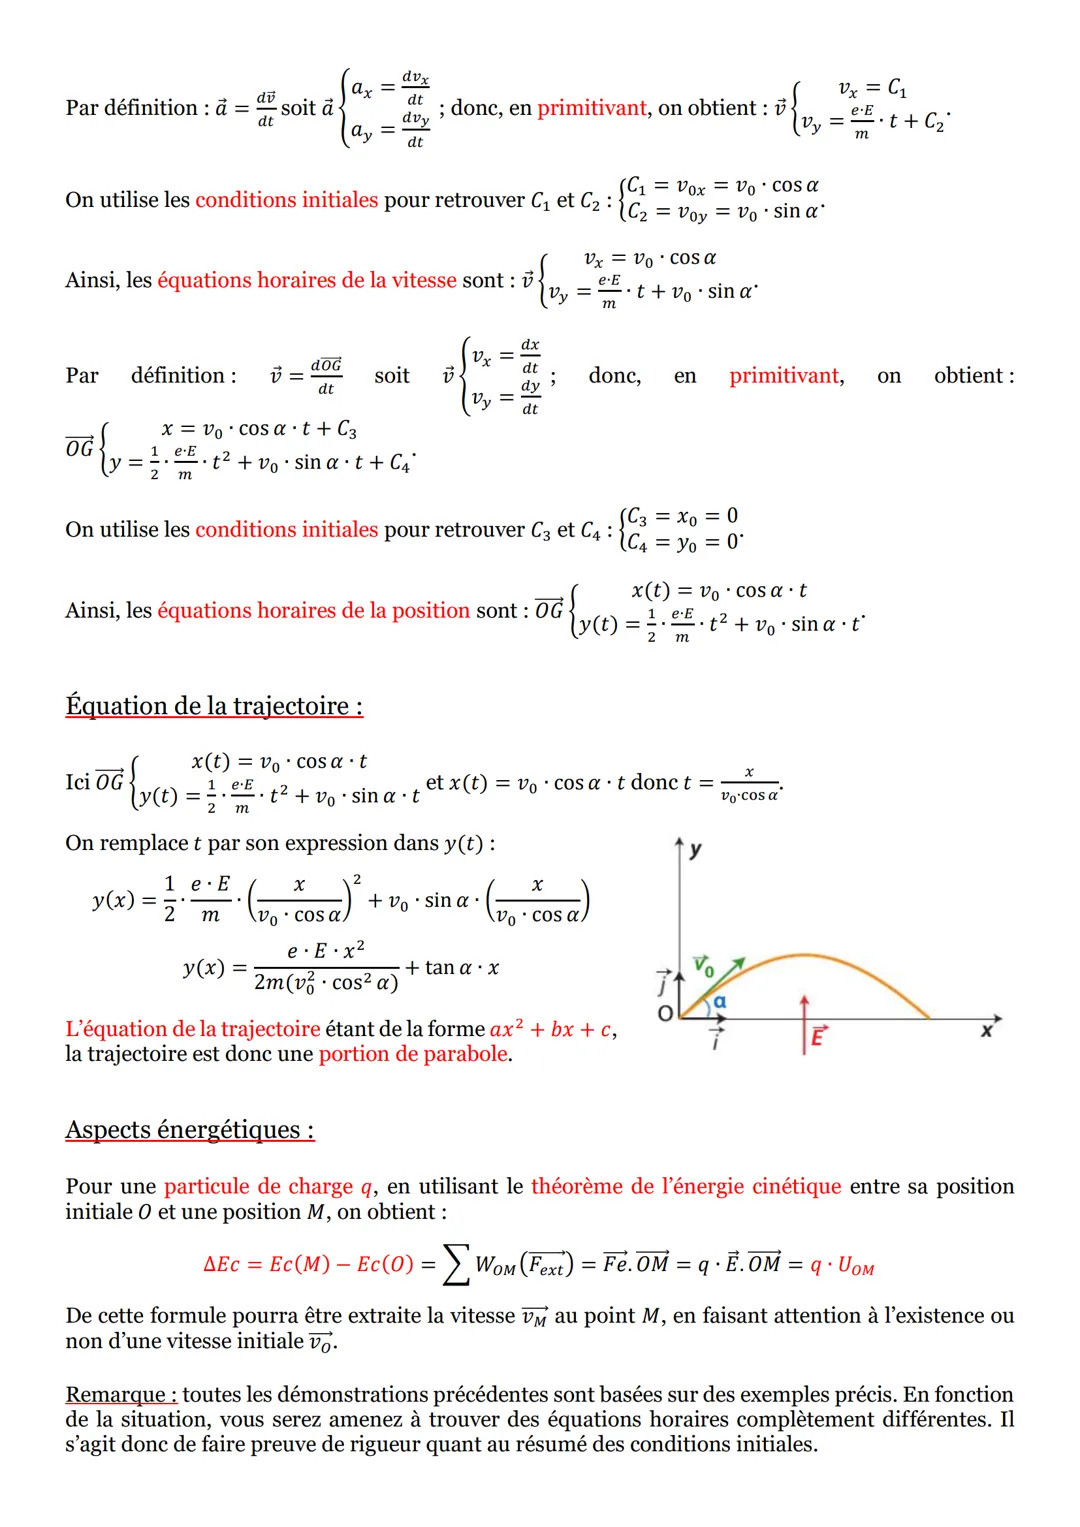 Par définition : $\vec{a} = \frac{d\vec{v}}{dt}$ soit $\vec{a} \begin{cases} a_x = \frac{dv_x}{dt} \\ a_y = \frac{dv_y}{dt} \end{cases}$ ; donc, en primitivant, on obtient : $\vec{v} \begin{cases} v_x = C_1 \\ v_y = \frac{e \cdot E}{m} \cdot t + C_2 \end{cases}$.
On utilise les conditions initiales pour retrouver $C_1$ et $C_2$ : $\begin{cases} C_1 = v_{0x} = v_0 \cdot \cos \alpha \\ C_2 = v_{0y} = v_0 \cdot \sin \alpha \end{cases}$.
Ainsi, les équations horaires de la vitesse sont : $\vec{v} \begin{cases} v_x = v_0 \cdot \cos \alpha \\ v_y = \frac{e \cdot E}{m} \cdot t + v_0 \cdot \sin \alpha \end{cases}$.
Par définition : $\vec{v} = \frac{d\overrightarrow{OG}}{dt}$ soit $\vec{v} \begin{cases} v_x = \frac{dx}{dt} \\ v_y = \frac{dy}{dt} \end{cases}$ ; donc, en primitivant, on obtient :
$\overrightarrow{OG} \begin{cases} x = v_0 \cdot \cos \alpha \cdot t + C_3 \\ y = \frac{1}{2} \cdot \frac{e \cdot E}{m} \cdot t^2 + v_0 \cdot \sin \alpha \cdot t + C_4 \end{cases}$.
On utilise les conditions initiales pour retrouver $C_3$ et $C_4$ : $\begin{cases} C_3 = x_0 = 0 \\ C_4 = y_0 = 0 \end{cases}$.
Ainsi, les équations horaires de la position sont : $\overrightarrow{OG} \begin{cases} x(t) = v_0 \cdot \cos \alpha \cdot t \\ y(t) = \frac{1}{2} \cdot \frac{e \cdot E}{m} \cdot t^2 + v_0 \cdot \sin \alpha \cdot t \end{cases}$.
Équation de la trajectoire :
Ici $\overrightarrow{OG} \begin{cases} x(t) = v_0 \cdot \cos \alpha \cdot t \\ y(t) = \frac{1}{2} \cdot \frac{e \cdot E}{m} \cdot t^2 + v_0 \cdot \sin \alpha \cdot t \end{cases}$ et $x(t) = v_0 \cdot \cos \alpha \cdot t$ donc $t = \frac{x}{v_0 \cdot \cos \alpha}$.
On remplace $t$ par son expression dans $y(t)$ :
$y(x) = \frac{1}{2} \cdot \frac{e \cdot E}{m} \cdot \left(\frac{x}{v_0 \cdot \cos \alpha}\right)^2 + v_0 \cdot \sin \alpha \cdot \left(\frac{x}{v_0 \cdot \cos \alpha}\right)$
$y(x) = \frac{e \cdot E \cdot x^2}{2m(v_0^2 \cdot \cos^2 \alpha)} + \tan \alpha \cdot x$
L'équation de la trajectoire étant de la forme $ax^2 + bx + c$,
la trajectoire est donc une portion de parabole.
y
$\vec{v}_0$
$\vec{j}$
α
O
$\vec{i}$
$\vec{E}$
x
Aspects énergétiques :
Pour une particule de charge $q$, en utilisant le théorème de l'énergie cinétique entre sa position
initiale $O$ et une position $M$, on obtient :
$\Delta Ec = Ec(M) - Ec(O) = \sum W_{OM}(\overrightarrow{F_{ext}}) = \overrightarrow{Fe}.\overrightarrow{OM} = q \cdot \vec{E}.\overrightarrow{OM} = q \cdot U_{OM}$
De cette formule pourra être extraite la vitesse $\overrightarrow{v_M}$ au point $M$, en faisant attention à l'existence ou
non d'une vitesse initiale $\overrightarrow{v_O}$.
Remarque : toutes les démonstrations précédentes sont basées sur des exemples précis. En fonction
de la situation, vous serez amenez à trouver des équations horaires complètement différentes. Il
s'agit donc de faire preuve de rigueur quant au résumé des conditions initiales.